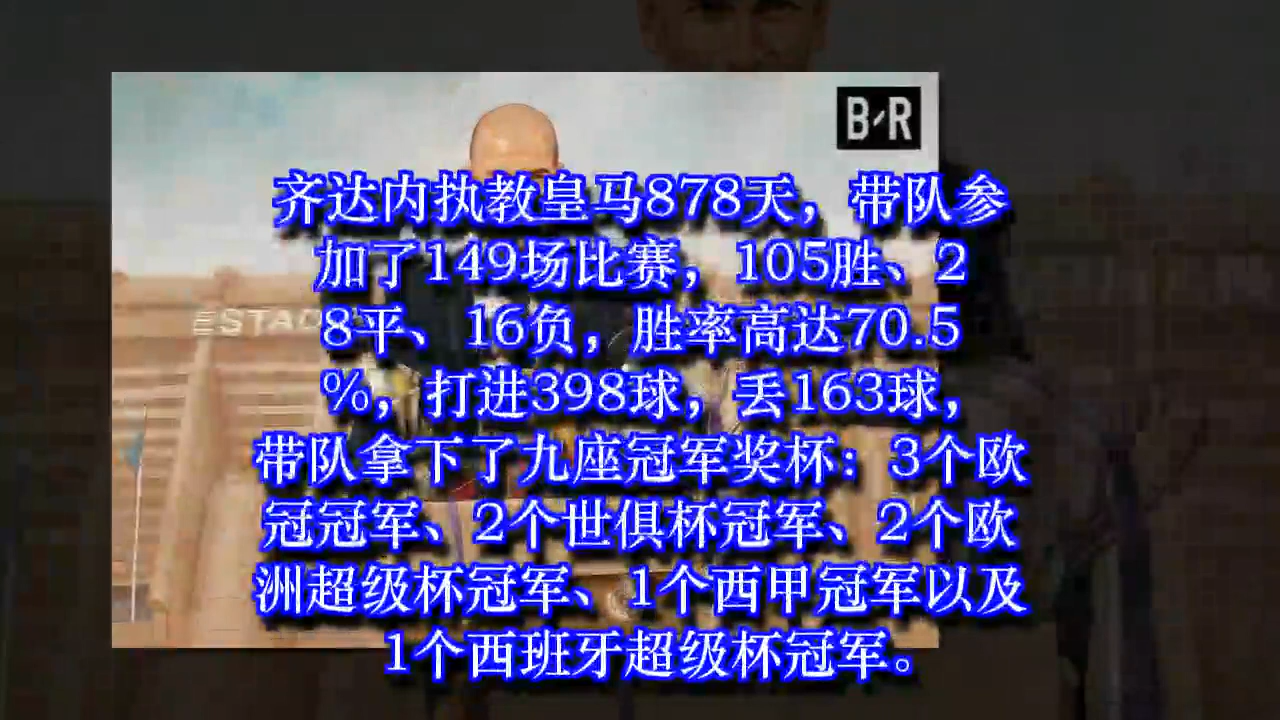 B/R
齐达内执教皇马878天，带队参
加了149场比赛，105胜、2
ESTAD
8平、16负，胜率高达70.5
%，打进398球，丢163球，
带队拿下了九座冠军奖杯：3个欧
冠冠军、2个世俱杯冠军、2个欧
洲超级杯冠军、1个西甲冠军以及
1个西班牙超级杯冠军。